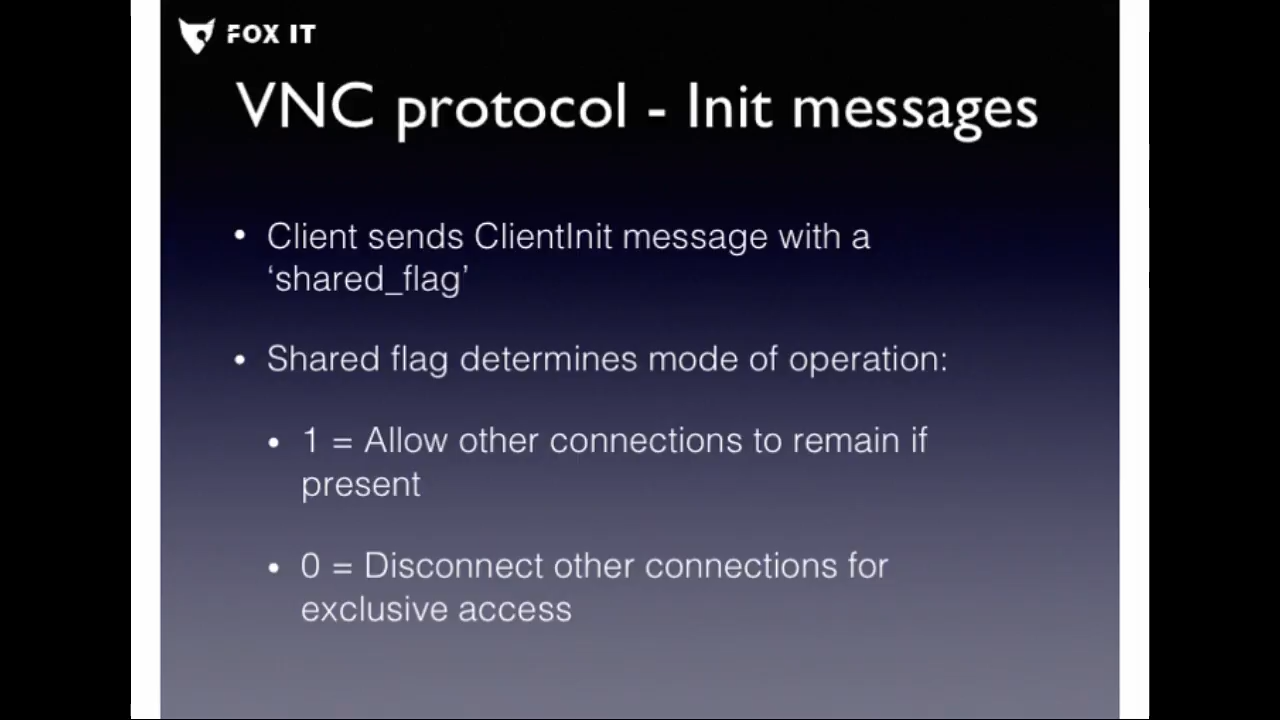 FOX IT
VNC protocol - Init messages
• Client sends ClientInit message with a
‘shared_flag’
• Shared flag determines mode of operation:
• 1 = Allow other connections to remain if
present
• 0 = Disconnect other connections for
exclusive access